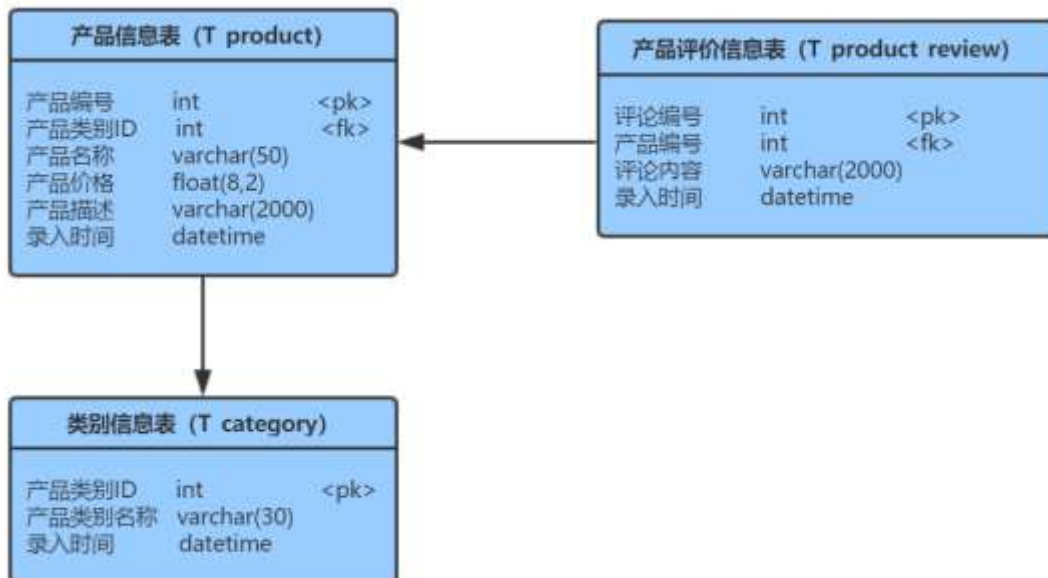 产品信息表（T product)
产品编号 int <pk>
产品类别ID int <fk>
产品名称 varchar(50)
产品价格 float(8,2)
产品描述 varchar(2000)
录入时间 datetime
产品评价信息表（T product review)
评论编号 int <pk>
产品编号 int <fk>
评论内容 varchar(2000)
录入时间 datetime
类别信息表（T category)
产品类别ID int <pk>
产品类别名称 varchar(30)
录入时间 datetime